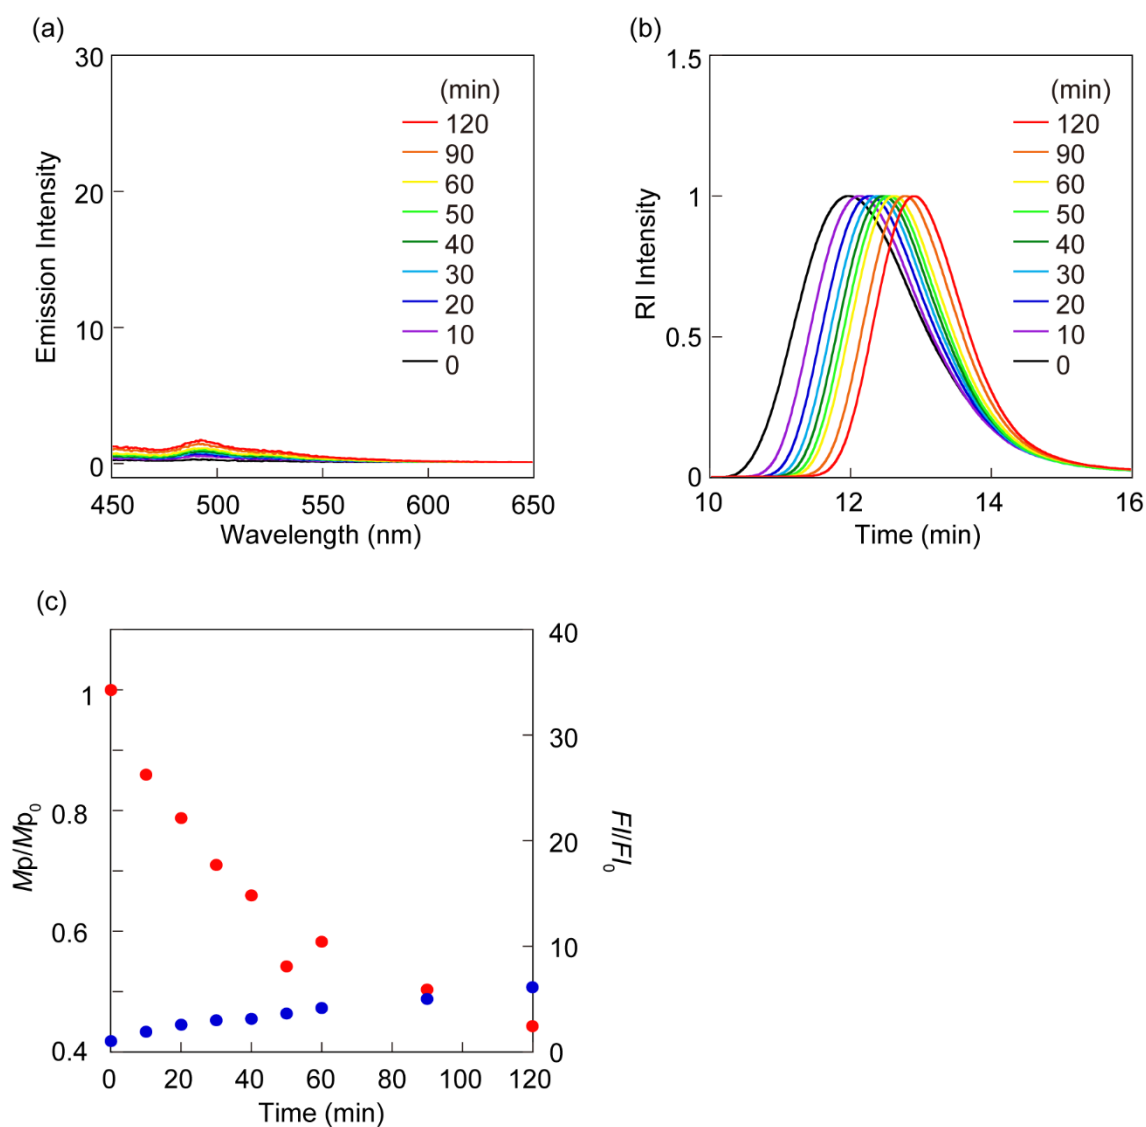 (a)
30
20
10
0
Emission Intensity
450 500 550 600 650
Wavelength (nm)
(min)
120
90
60
50
40
30
20
10
0
(b)
1.5
1
0.5
0
RI Intensity
10 12 14 16
Time (min)
(min)
120
90
60
50
40
30
20
10
0
(c)
1
0.8
0.6
0.4
Mp/Mp₀
40
30
20
10
0
FI/FI₀
0 20 40 60 80 100 120
Time (min)